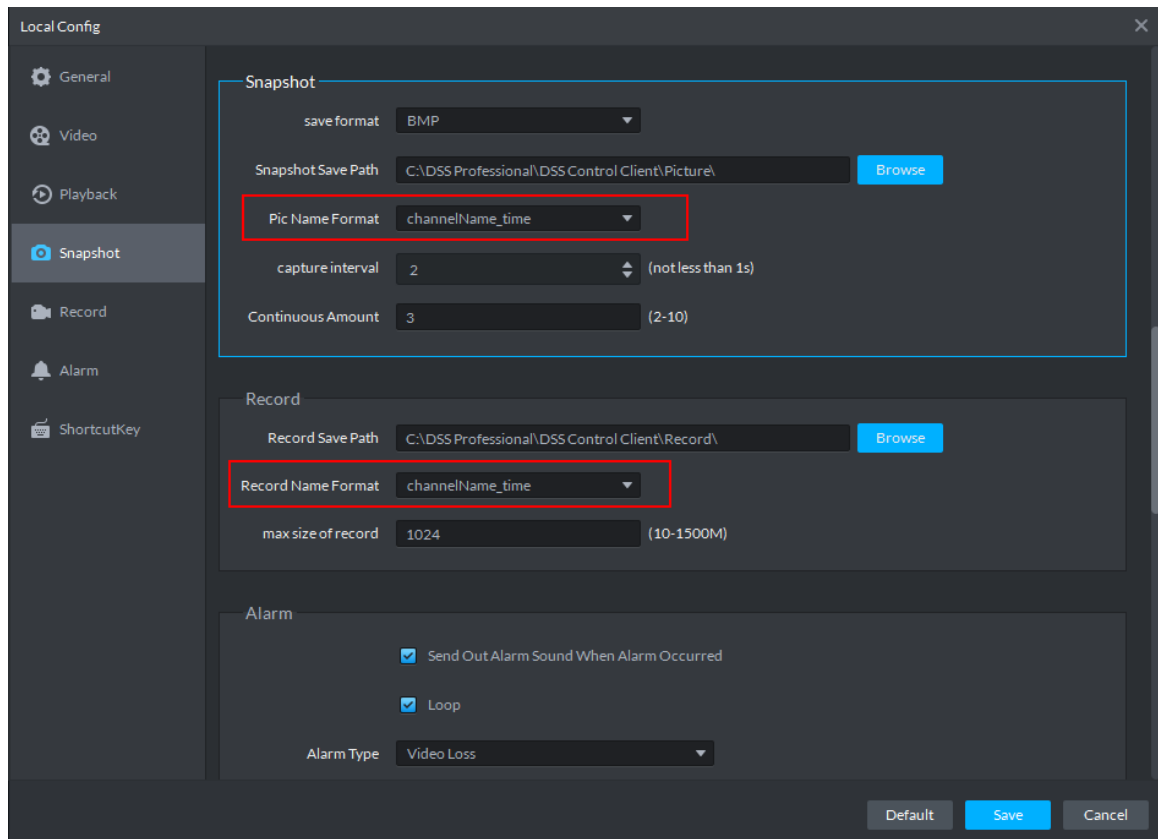 Local Config
General
Video
Playback
Snapshot
Record
Alarm
ShortcutKey
Snapshot
save format BMP
Snapshot Save Path C:\DSS Professional\DSS Control Client\Picture\ Browse
Pic Name Format channelName_time
capture interval 2 (not less than 1s)
Continuous Amount 3 (2-10)
Record
Record Save Path C:\DSS Professional\DSS Control Client\Record\ Browse
Record Name Format channelName_time
max size of record 1024 (10-1500M)
Alarm
Send Out Alarm Sound When Alarm Occurred
Loop
Alarm Type Video Loss
Default Save Cancel